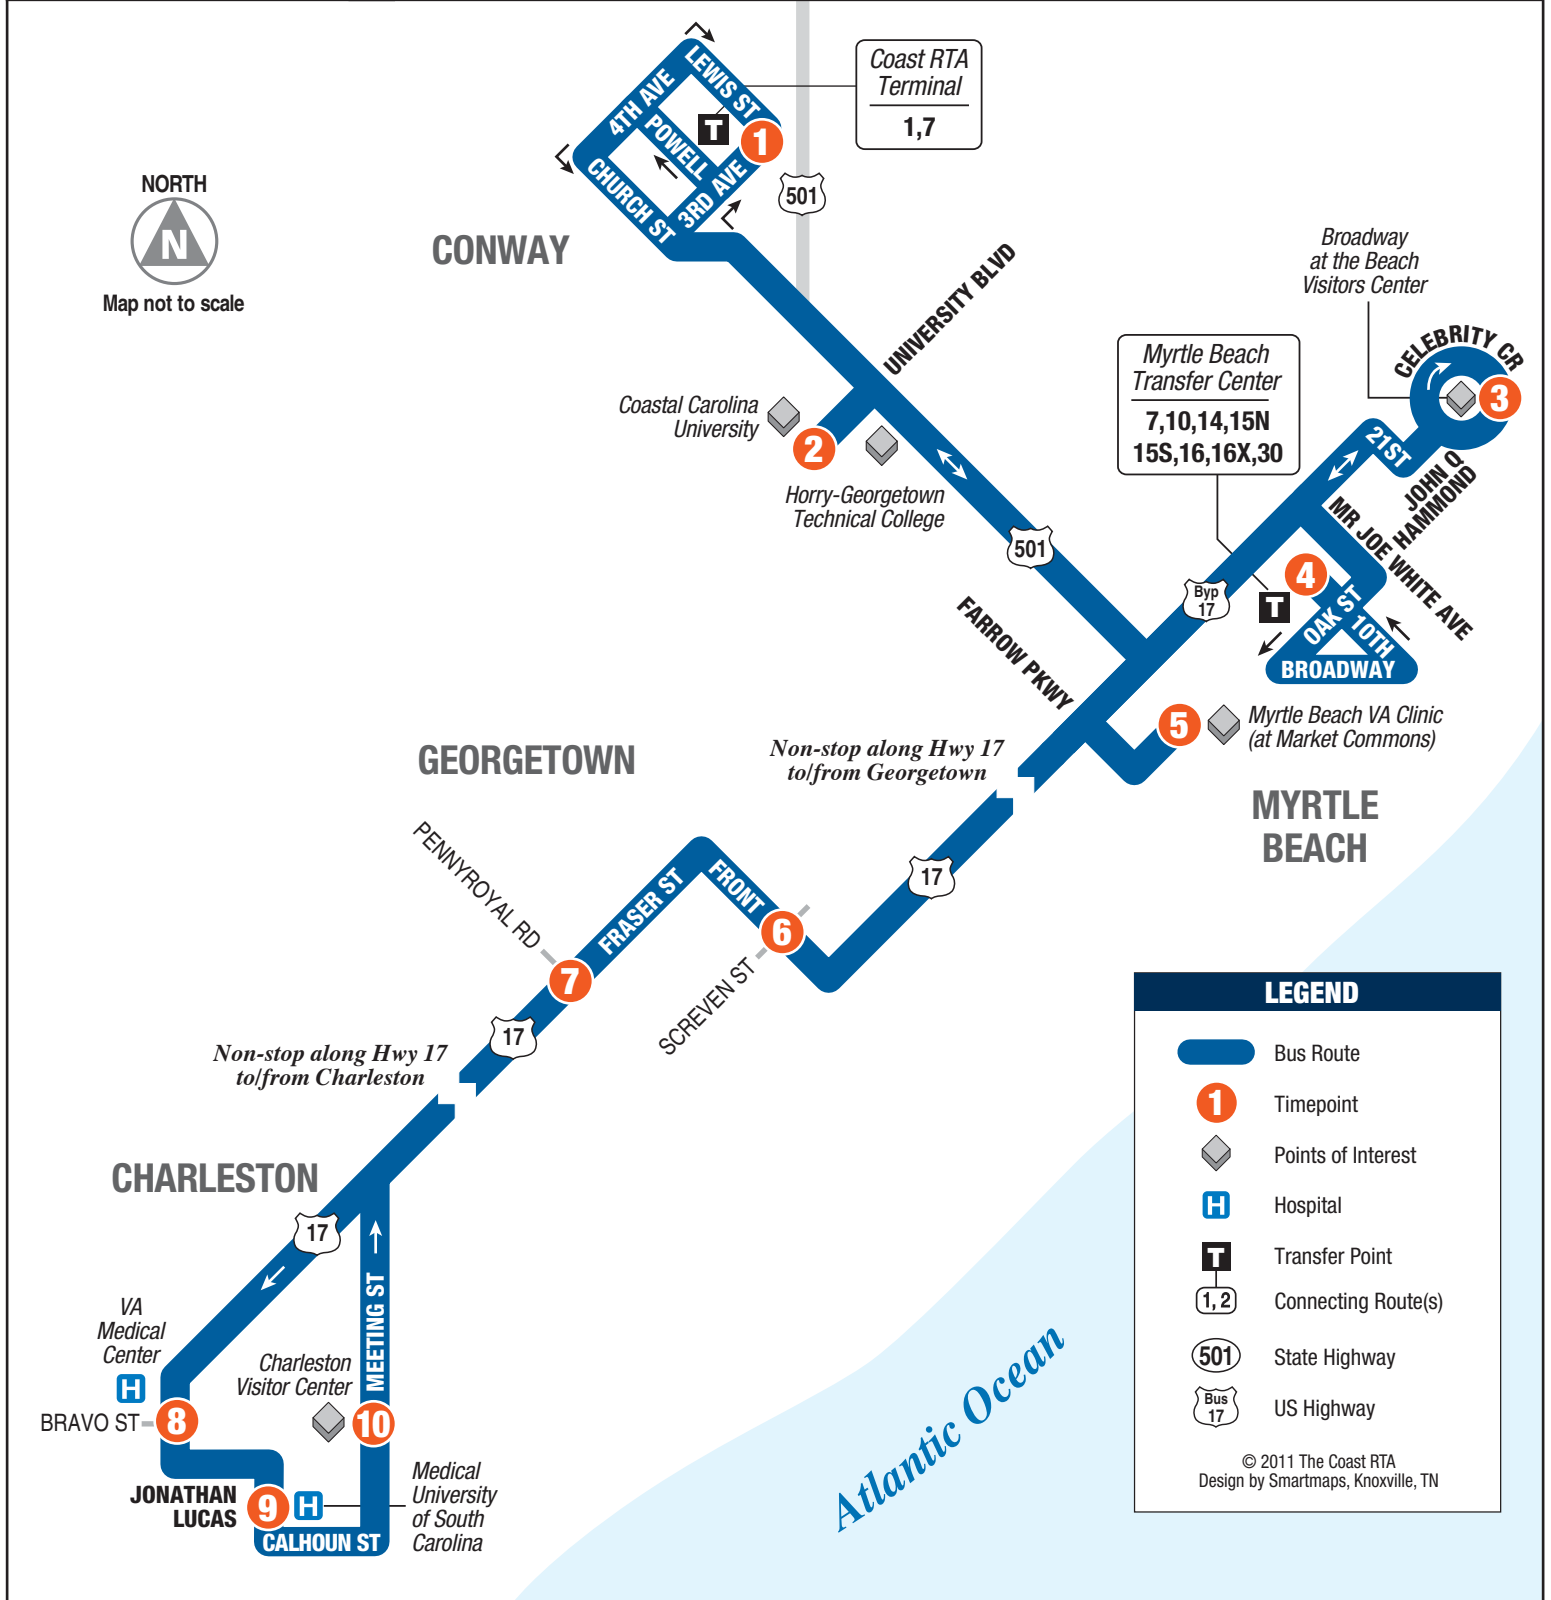 NORTH
N
Map not to scale
CONWAY
4TH AVE
LEWIS ST
POWELL
CHURCH ST
3RD AVE
T
1
Coast RTA
Terminal
1,7
501
UNIVERSITY BLVD
Coastal Carolina
University
2
Horry-Georgetown
Technical College
501
Broadway
at the Beach
Visitors Center
CELEBRITY CR
3
Myrtle Beach
Transfer Center
7,10,14,15N
15S,16,16X,30
21ST
JOHN Q
HAMMOND
MR JOE WHITE AVE
Byp
17
T
4
OAK ST
10TH
BROADWAY
FARROW PKWY
5
Myrtle Beach VA Clinic
(at Market Commons)
MYRTLE
BEACH
Non-stop along Hwy 17
to/from Georgetown
GEORGETOWN
17
PENNYROYAL RD
FRASER ST
FRONT
6
SCREVEN ST
7
17
Non-stop along Hwy 17
to/from Charleston
CHARLESTON
17
VA
Medical
Center
H
BRAVO ST
8
Charleston
Visitor Center
MEETING ST
10
JONATHAN
LUCAS
9
H
Medical
University
of South
Carolina
CALHOUN ST
Atlantic Ocean
LEGEND
Bus Route
1
Timepoint
Points of Interest
H
Hospital
T
Transfer Point
1, 2
Connecting Route(s)
501
State Highway
Bus
17
US Highway
© 2011 The Coast RTA
Design by Smartmaps, Knoxville, TN